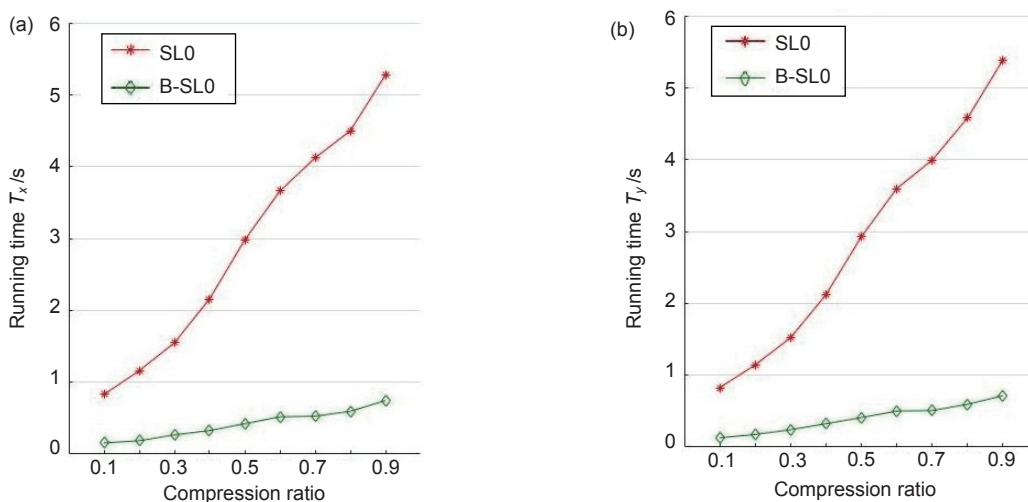 (a)
6
5
4
3
2
1
0
Running time Tx /s
SL0
B-SL0
0.1
0.3
0.5
0.7
0.9
Compression ratio
(b)
6
5
4
3
2
1
0
Running time Ty /s
SL0
B-SL0
0.1
0.3
0.5
0.7
0.9
Compression ratio